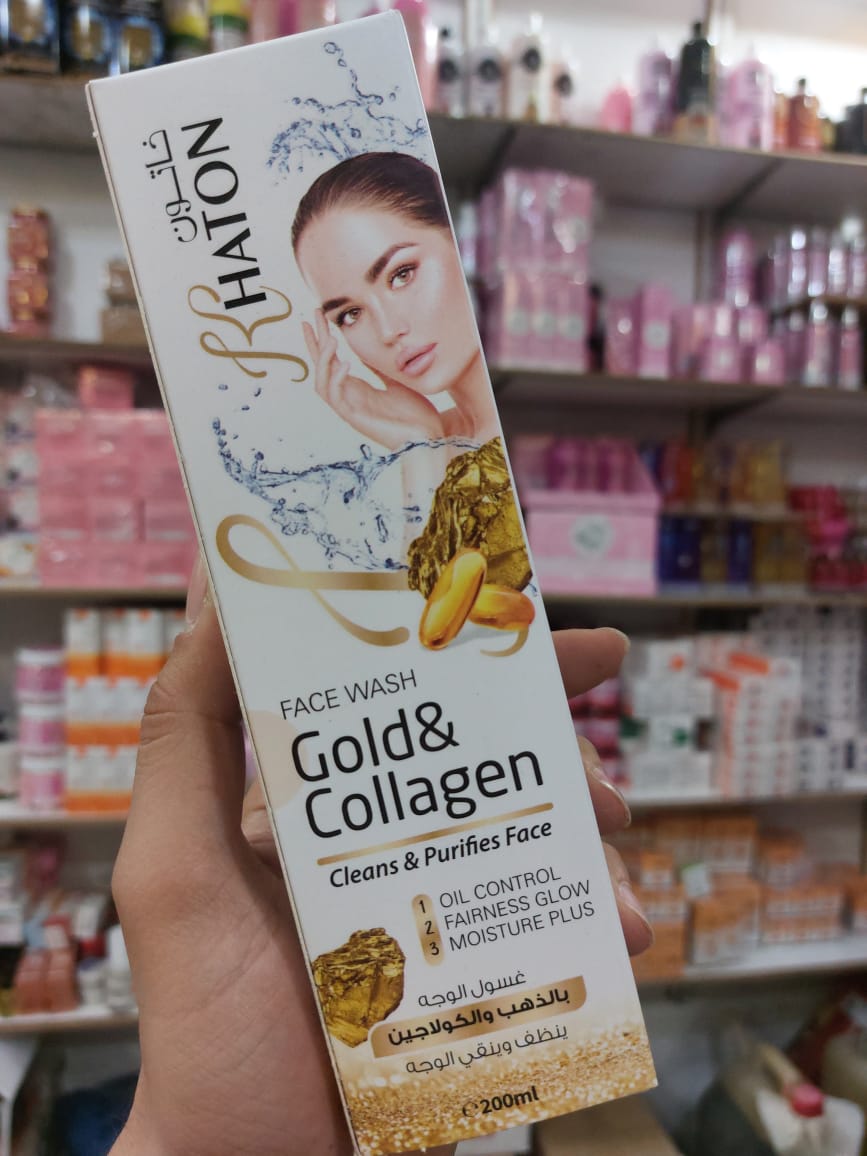 خاتون
KHATON
FACE WASH
Gold&
Collagen
Cleans & Purifies Face
1 OIL CONTROL
2 FAIRNESS GLOW
3 MOISTURE PLUS
غسول الوجه
بالذهب والكولاجين
ينظف وينقي الوجه
℮200ml